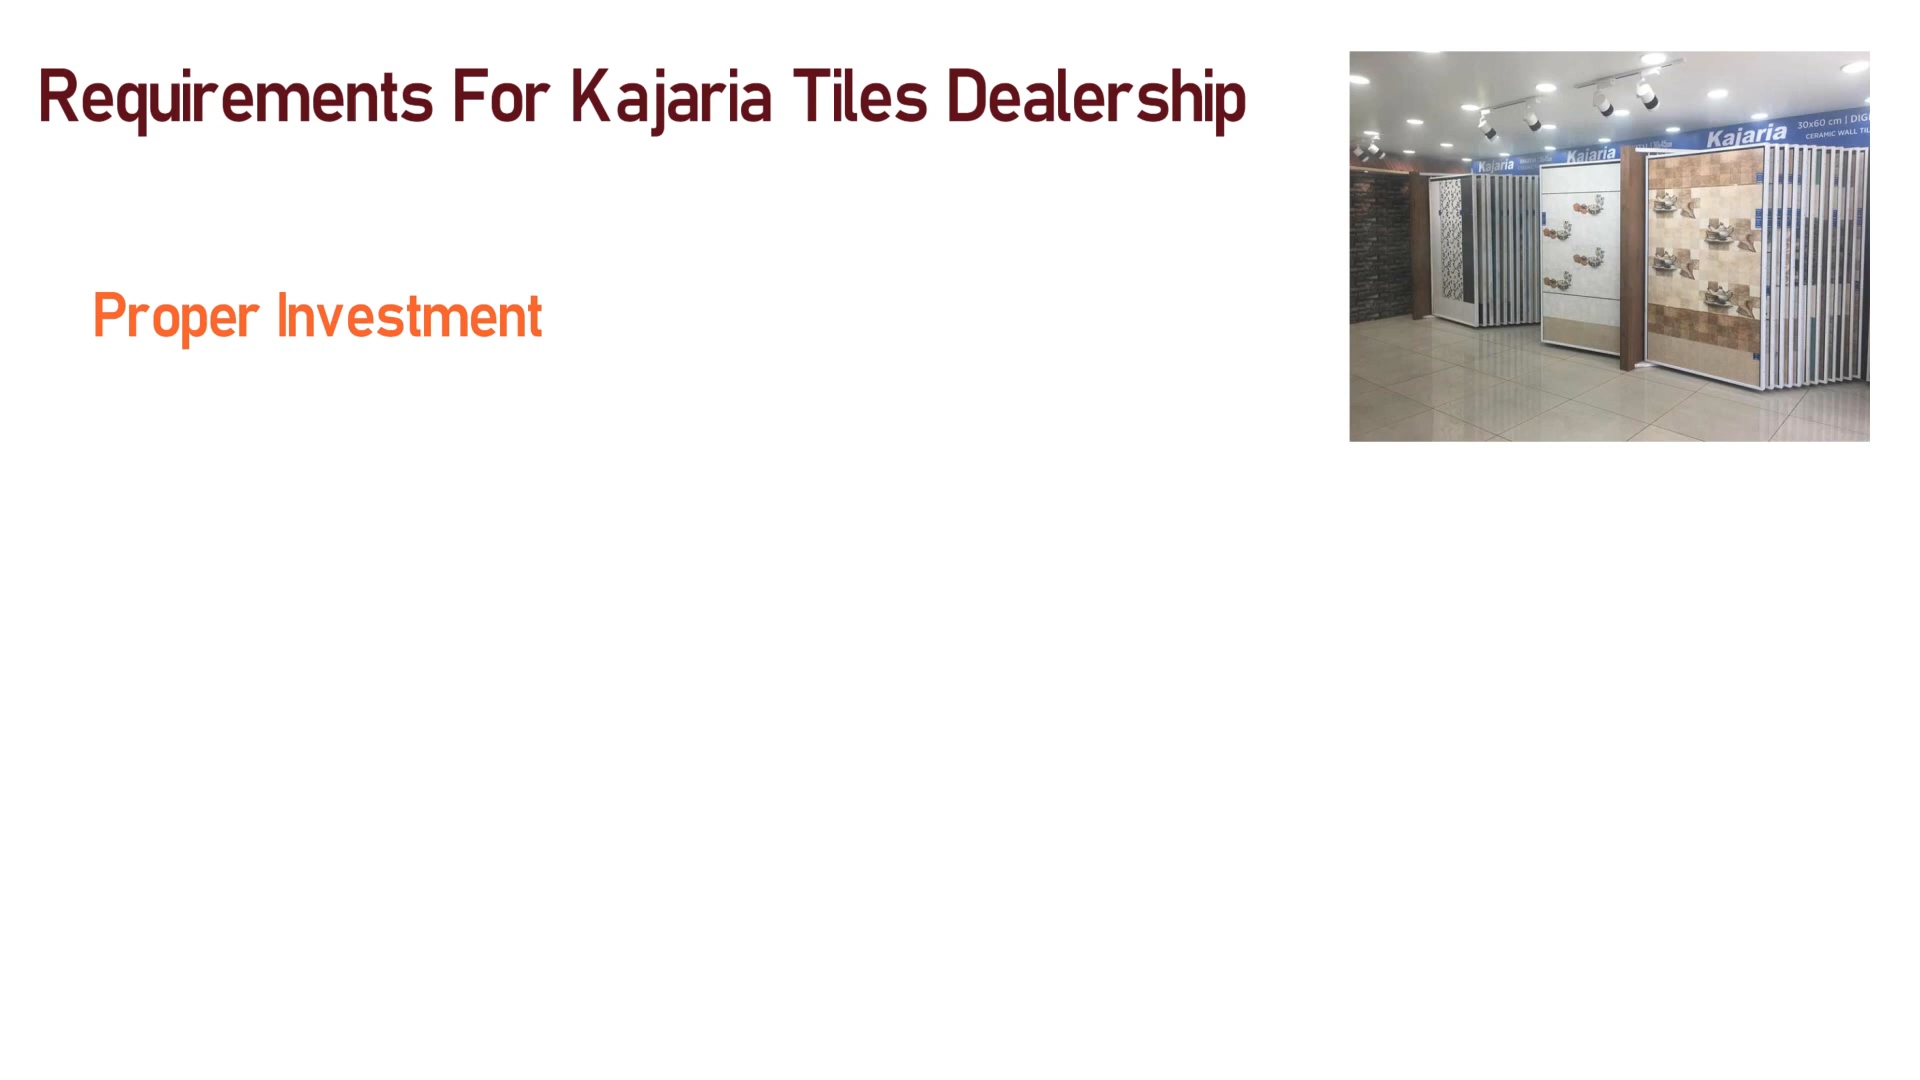 Requirements For Kajaria Tiles Dealership
Proper Investment
Kajaria
Kajaria
Kajaria
30x60 cm | DIGI
CERAMIC WALL TIL